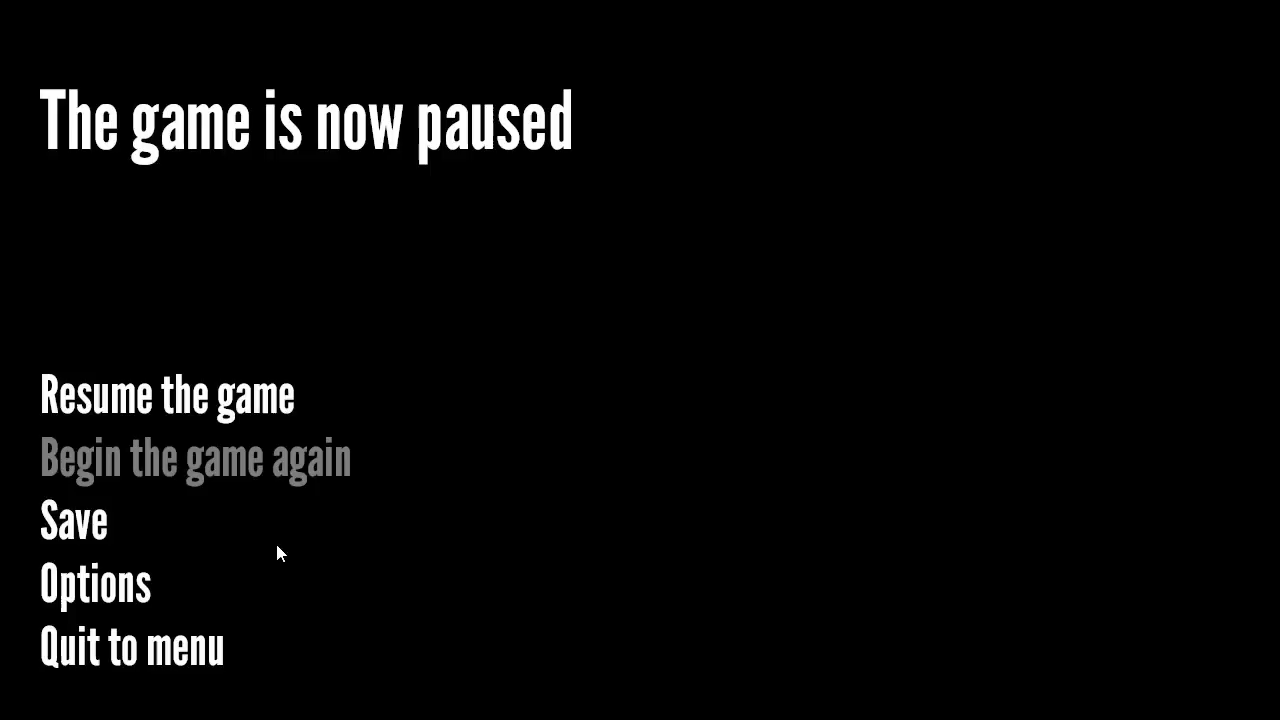 The game is now paused
Resume the game
Begin the game again
Save
Options
Quit to menu